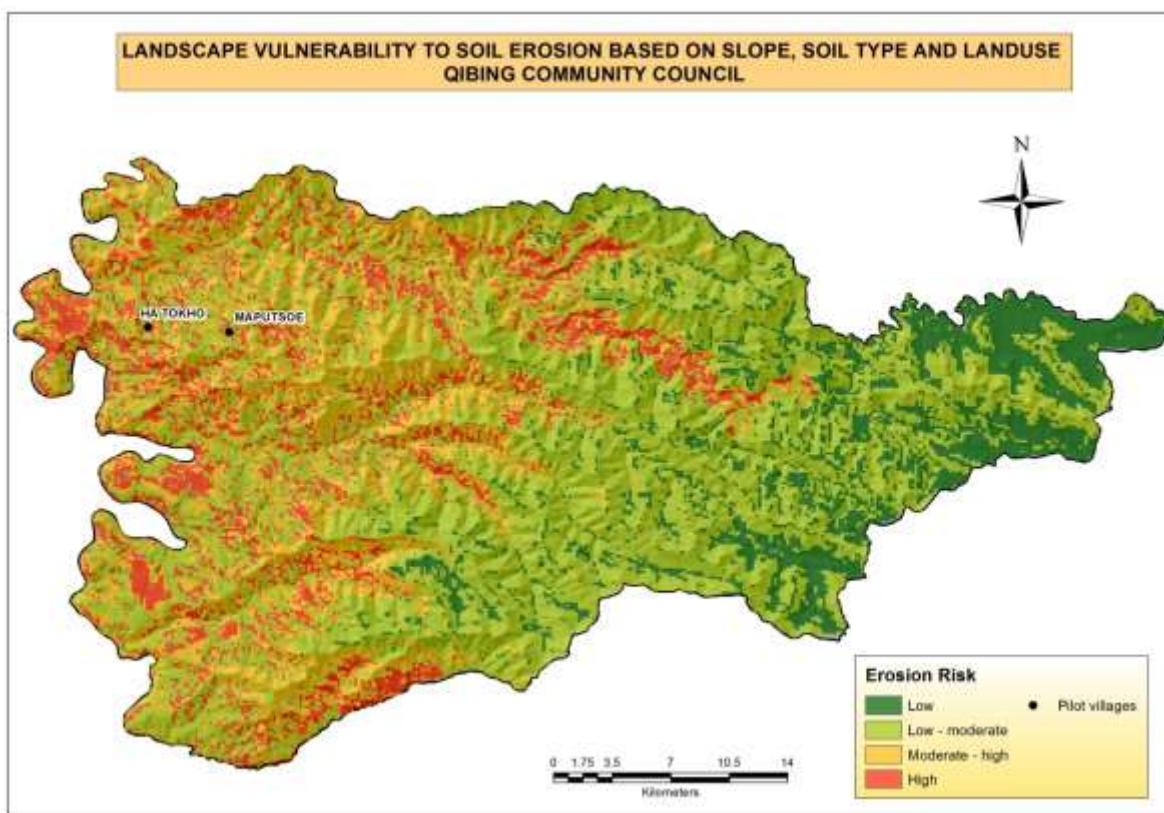 LANDSCAPE VULNERABILITY TO SOIL EROSION BASED ON SLOPE, SOIL TYPE AND LANDUSE
QIBING COMMUNITY COUNCIL
N
HA TOKHO
MAPUTSOE
Erosion Risk
Low
Pilot villages
Low - moderate
Moderate - high
High
0 1.75 3.5 7 10.5 14
Kilometers